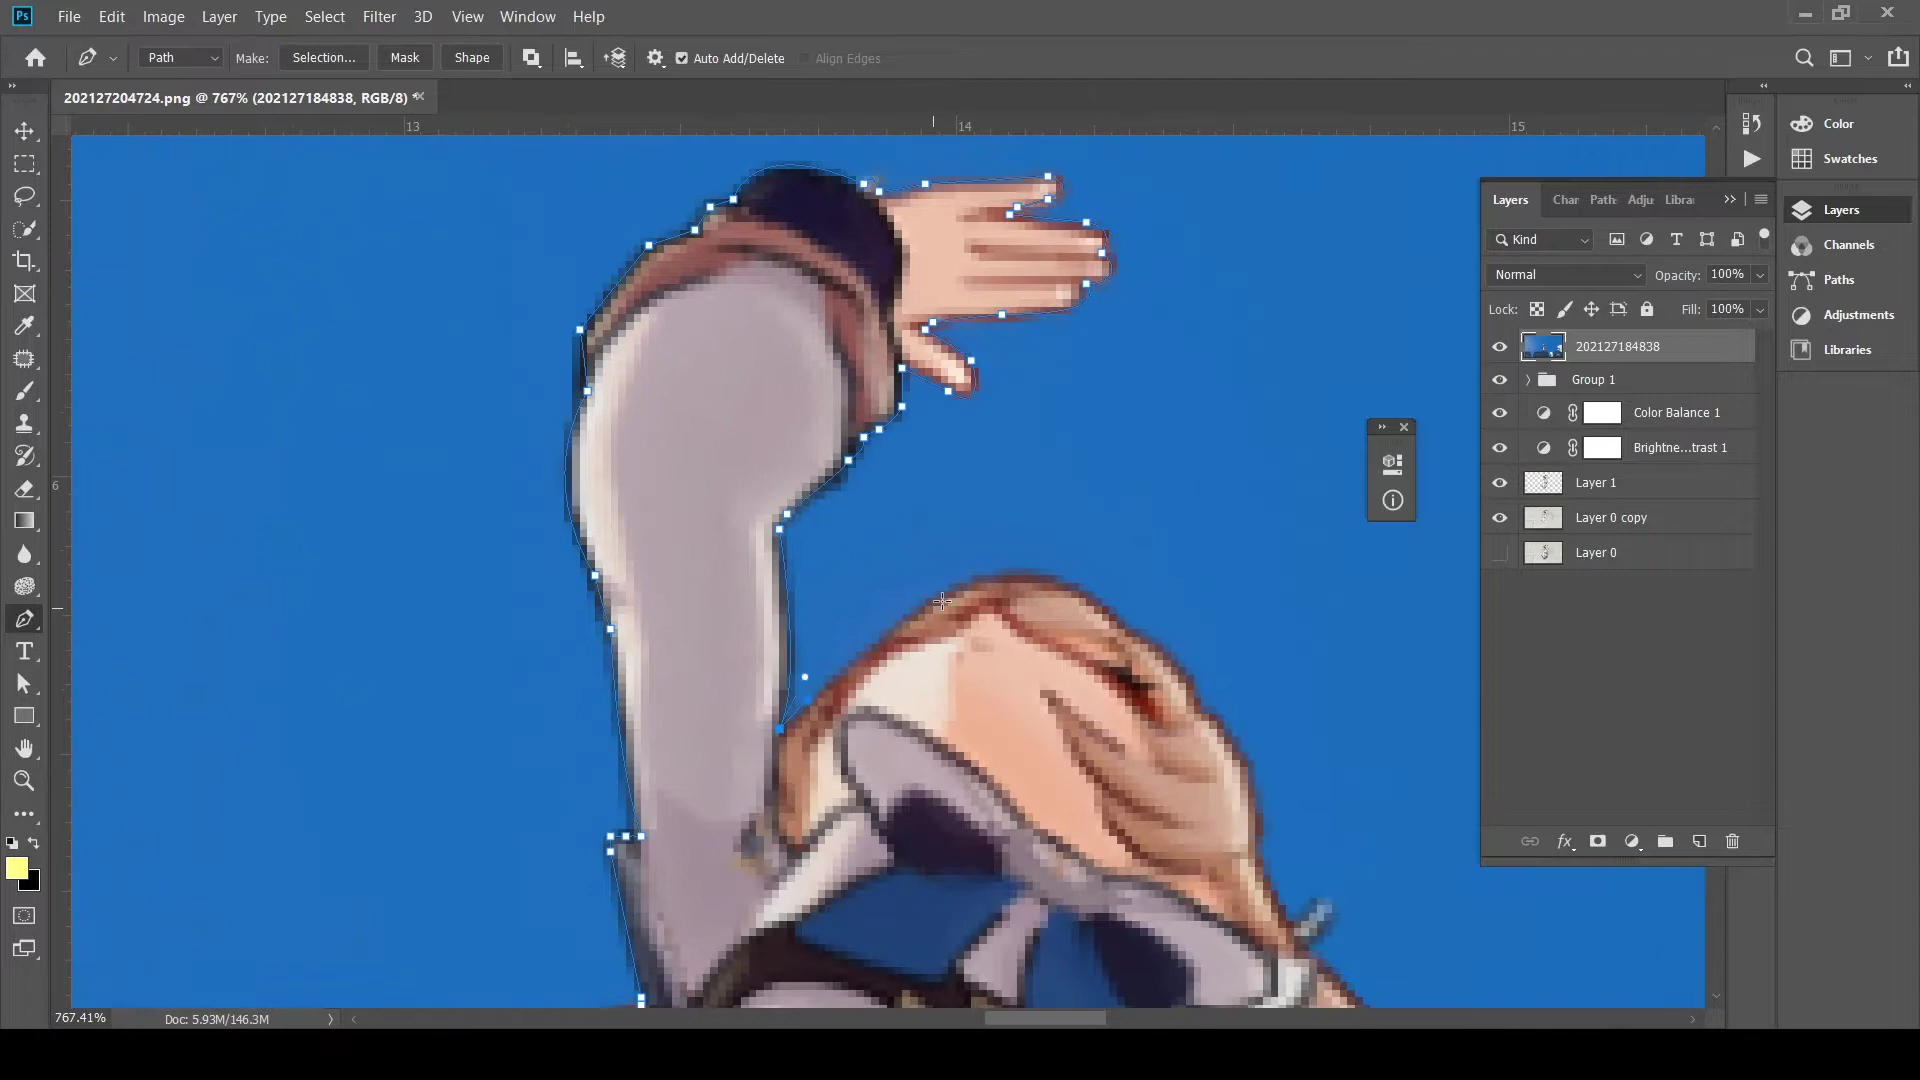 Ps File Edit Image Layer Type Select Filter 3D View Window Help
Path Make: Selection... Mask Shape Auto Add/Delete Align Edges
202127204724.png @ 767% (202127184838, RGB/8) *
13 14 15
6
Color
Swatches
Layers
Channels
Paths
Adjustments
Libraries
Layers Char Paths Adju Libra
Kind
Normal Opacity: 100%
Lock: Fill: 100%
202127184838
Group 1
Color Balance 1
Brightne...trast 1
Layer 1
Layer 0 copy
Layer 0
fx
767.41% Doc: 5.93M/146.3M